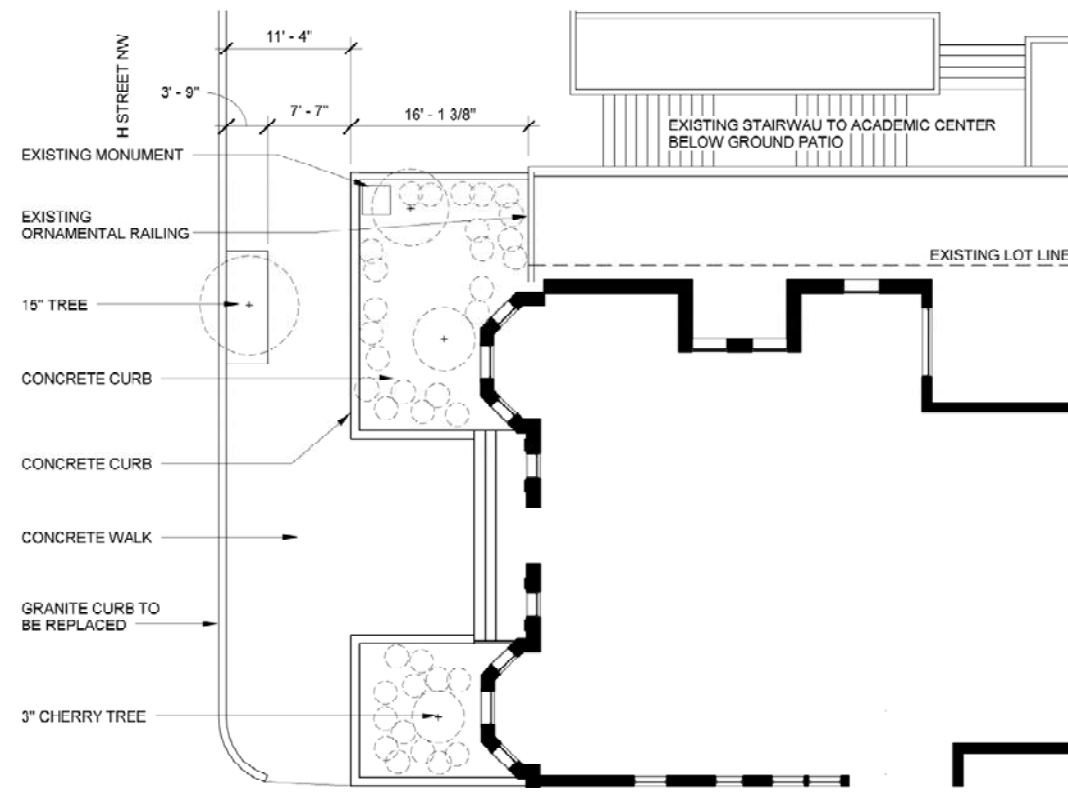 H STREET NW
11' - 4"
3' - 9"
7' - 7"
16' - 1 3/8"
EXISTING STAIRWAU TO ACADEMIC CENTER
BELOW GROUND PATIO
EXISTING MONUMENT
EXISTING
ORNAMENTAL RAILING
EXISTING LOT LINE
15" TREE
CONCRETE CURB
CONCRETE CURB
CONCRETE WALK
GRANITE CURB TO
BE REPLACED
3" CHERRY TREE